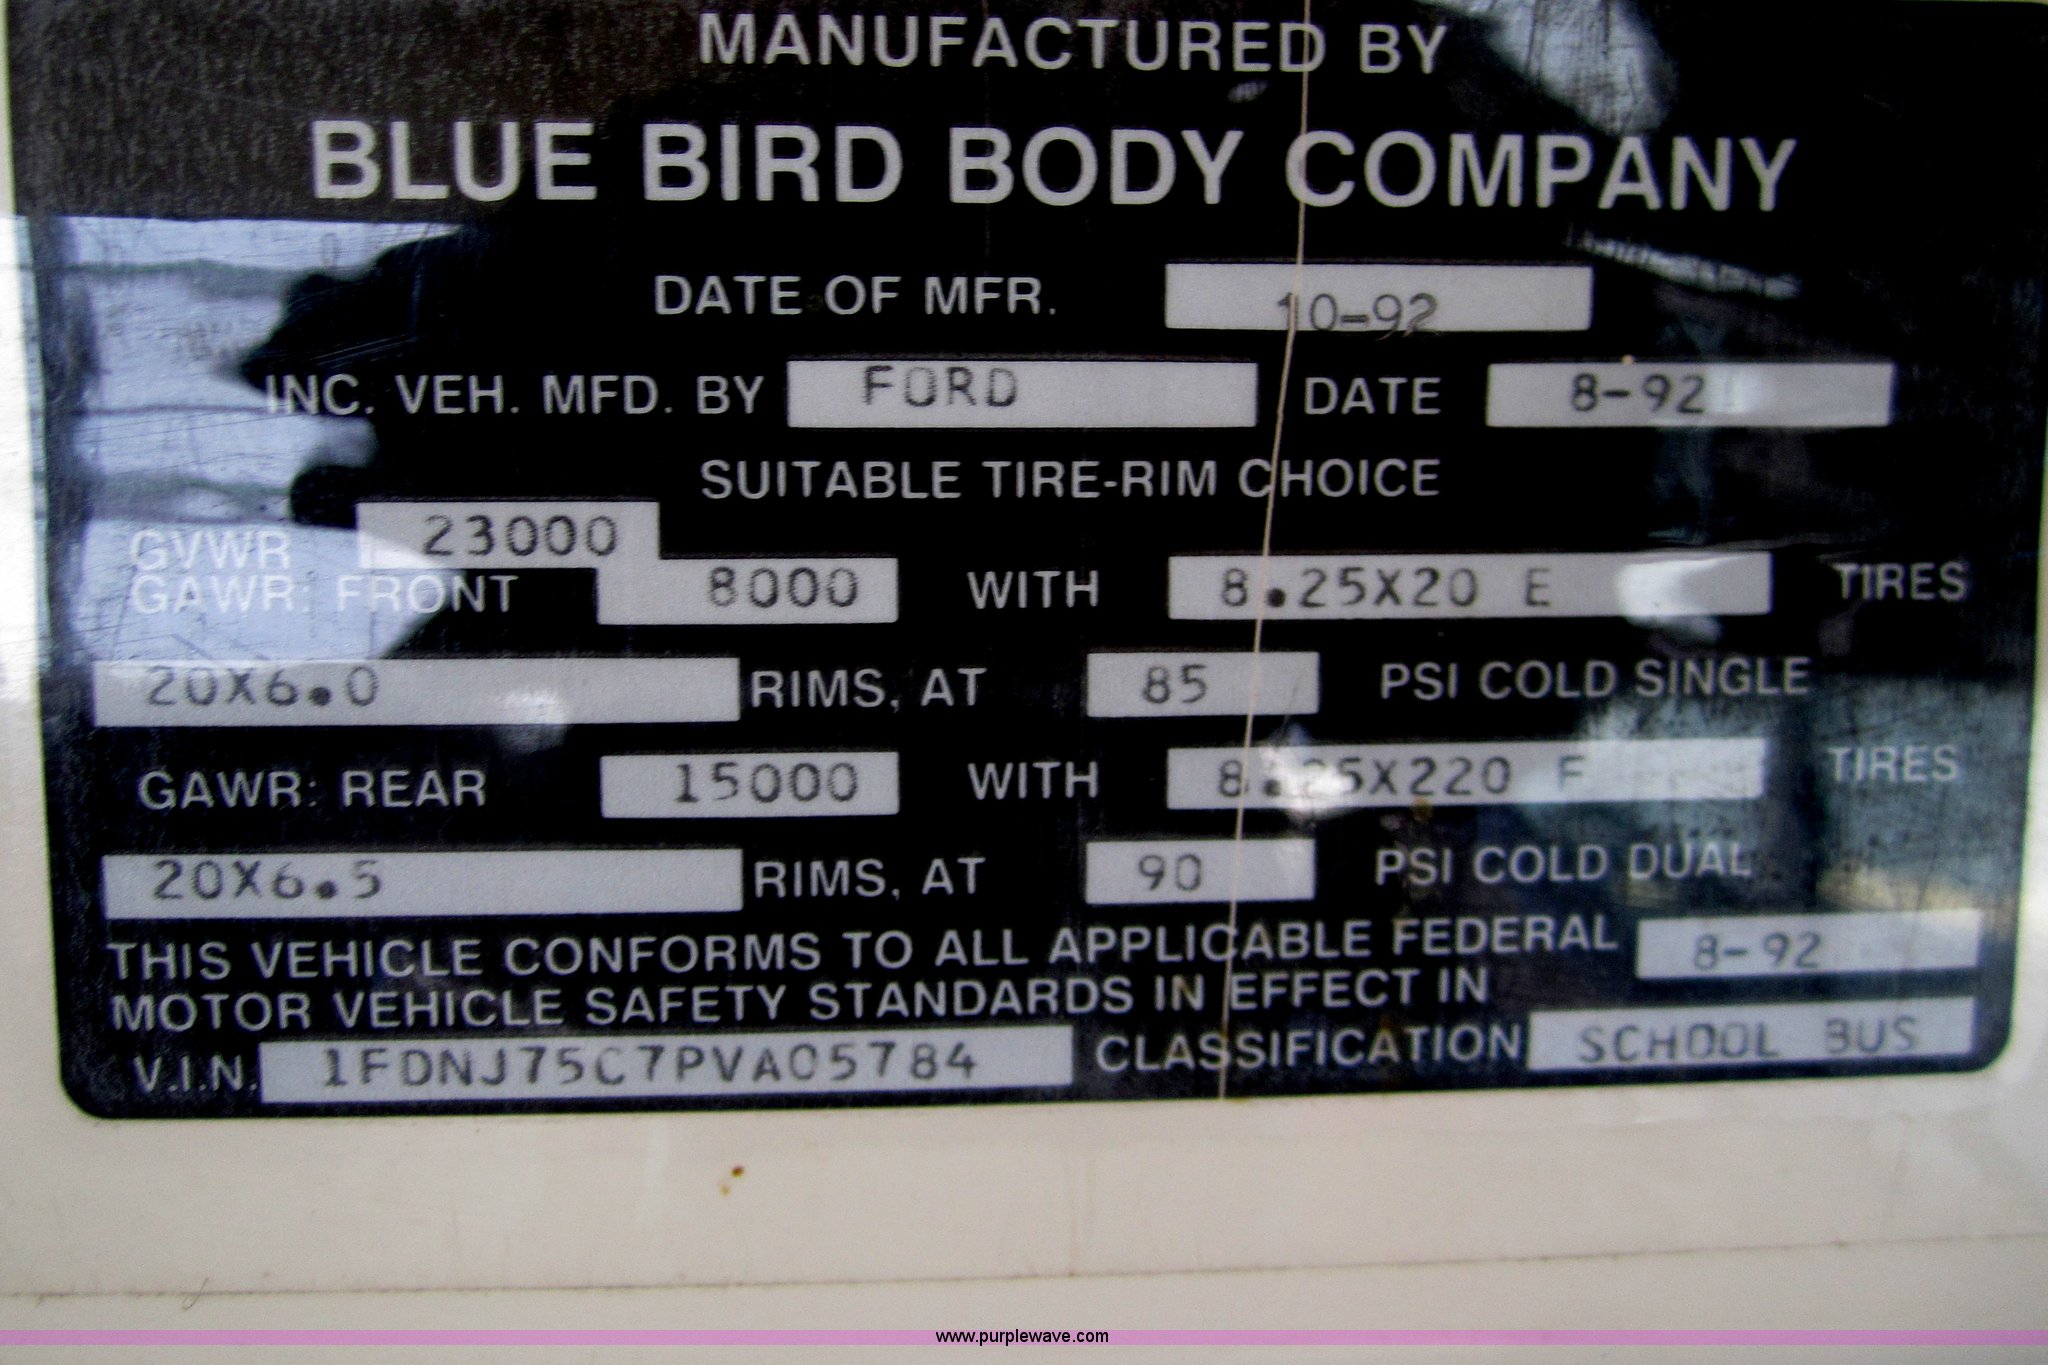 MANUFACTURED BY
BLUE BIRD BODY COMPANY
DATE OF MFR. 10-92
INC. VEH. MFD. BY FORD DATE 8-92
SUITABLE TIRE-RIM CHOICE
GVWR 23000
GAWR: FRONT 8000 WITH 8.25X20 E TIRES
20X6.0 RIMS, AT 85 PSI COLD SINGLE
GAWR: REAR 15000 WITH 8.25X220 F TIRES
20X6.5 RIMS, AT 90 PSI COLD DUAL
THIS VEHICLE CONFORMS TO ALL APPLICABLE FEDERAL
MOTOR VEHICLE SAFETY STANDARDS IN EFFECT IN 8-92
V.I.N. 1FDNJ75C7PVA05784 CLASSIFICATION SCHOOL BUS
www.purplewave.com